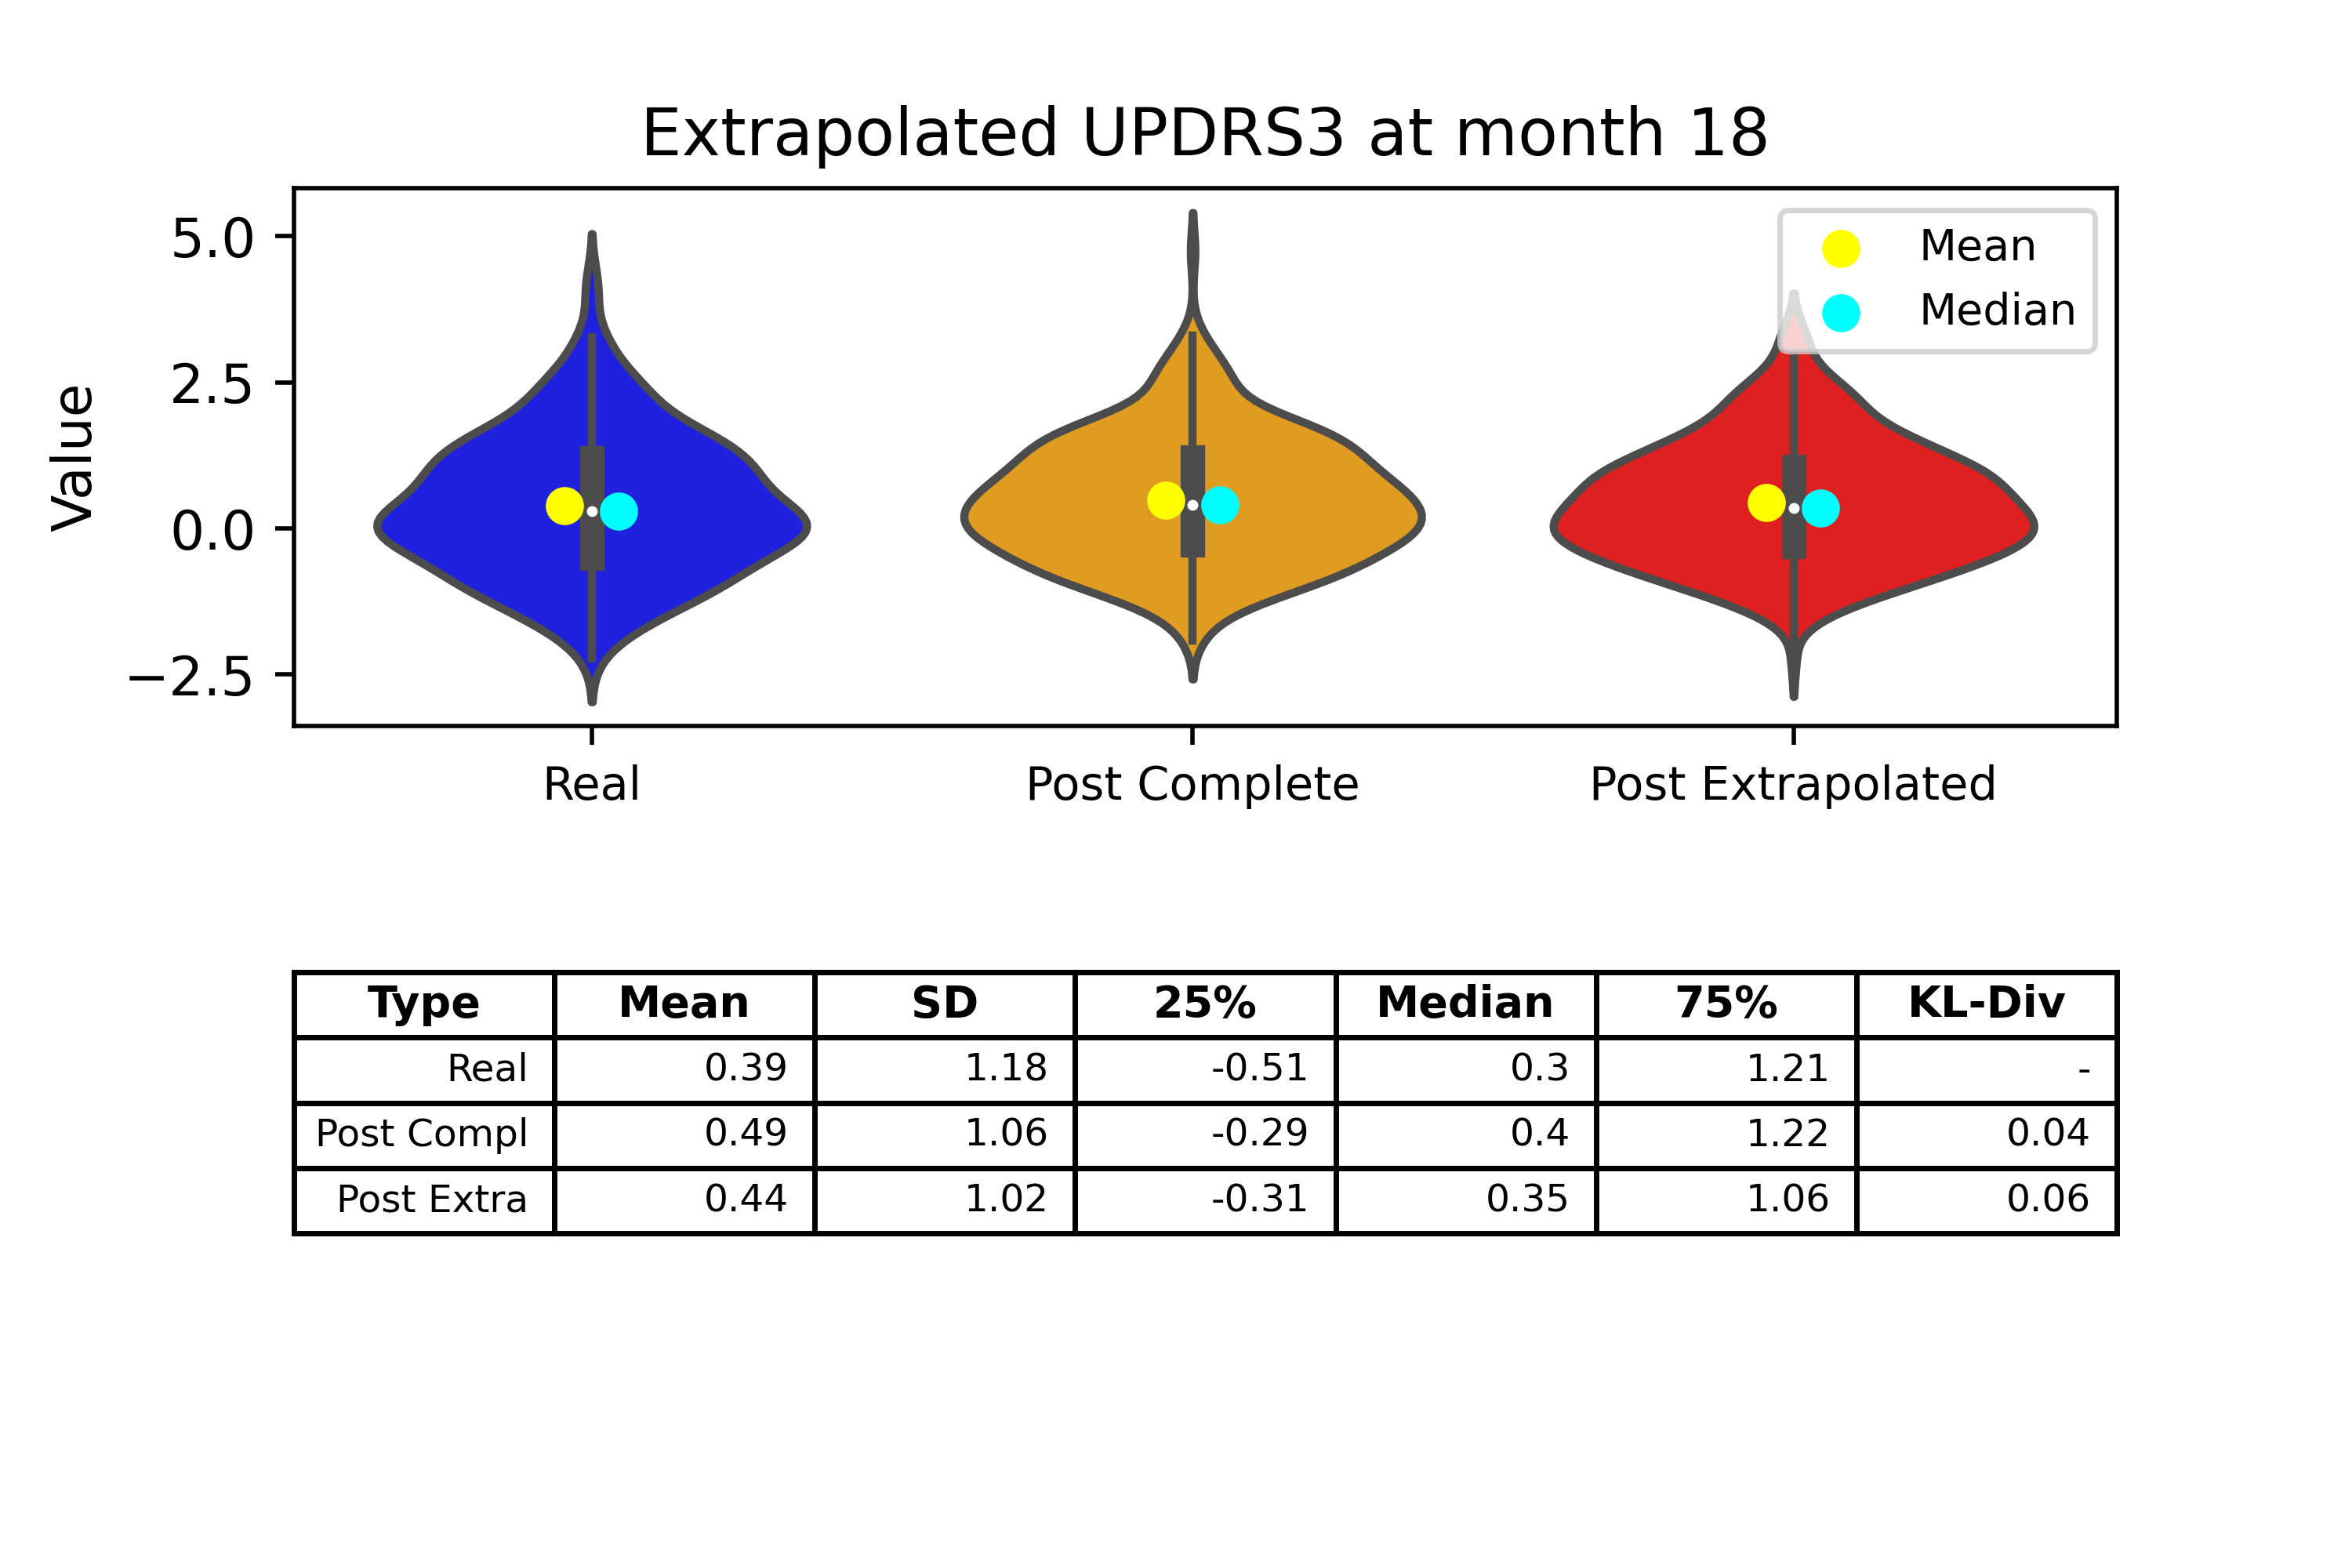 Extrapolated UPDRS3 at month 18
5.0
2.5
0.0
−2.5
Value
Mean
Median
Real Post Complete Post Extrapolated
Type Mean SD 25% Median 75% KL-Div
Real 0.39 1.18 -0.51 0.3 1.21 -
Post Compl 0.49 1.06 -0.29 0.4 1.22 0.04
Post Extra 0.44 1.02 -0.31 0.35 1.06 0.06